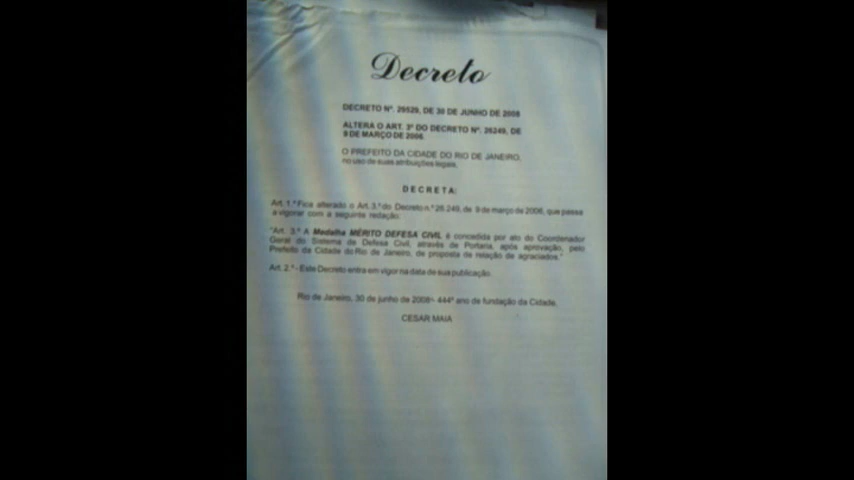 Decreto
DECRETO Nº. 29529, DE 30 DE JUNHO DE 2008
ALTERA O ART. 3º DO DECRETO Nº. 26249, DE
9 DE MARÇO DE 2006.
O PREFEITO DA CIDADE DO RIO DE JANEIRO,
no uso de suas atribuições legais,
DECRETA:
Art. 1.º Fica alterado o Art. 3.º do Decreto n.º 26.249, de 9 de março de 2006, que passa
a vigorar com a seguinte redação:
"Art. 3.º A Medalha MÉRITO DEFESA CIVIL é concedida por ato do Coordenador
Geral do Sistema de Defesa Civil, através de Portaria, após aprovação, pelo
Prefeito da Cidade do Rio de Janeiro, de proposta de relação de agraciados."
Art. 2.º - Este Decreto entra em vigor na data de sua publicação.
Rio de Janeiro, 30 de junho de 2008 - 444º ano de fundação da Cidade.
CESAR MAIA